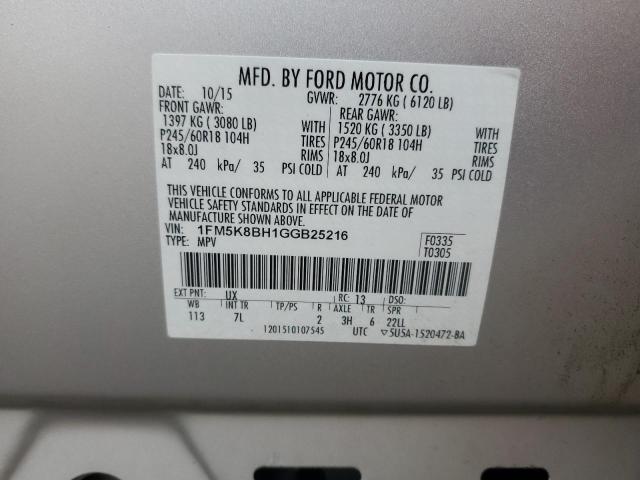 MFD. BY FORD MOTOR CO.
DATE: 10/15 GVWR: 2776 KG ( 6120 LB)
FRONT GAWR: REAR GAWR:
1397 KG ( 3080 LB) WITH 1520 KG ( 3350 LB) WITH
P245/60R18 104H TIRES P245/60R18 104H TIRES
18x8.0J RIMS 18x8.0J RIMS
AT 240 kPa/ 35 PSI COLD AT 240 kPa/ 35 PSI COLD
THIS VEHICLE CONFORMS TO ALL APPLICABLE FEDERAL MOTOR
VEHICLE SAFETY STANDARDS IN EFFECT ON THE DATE OF
MANUFACTURE SHOWN ABOVE.
VIN: 1FM5K8BH1GGB25216
TYPE: MPV
F0335
T0305
EXT PNT: UX RC: 13 DSO:
WB INT TR TP/PS R AXLE TR SPR
113 7L 2 3H 6 22LL
1201510107545 UTC ▽5U5A-1520472-BA